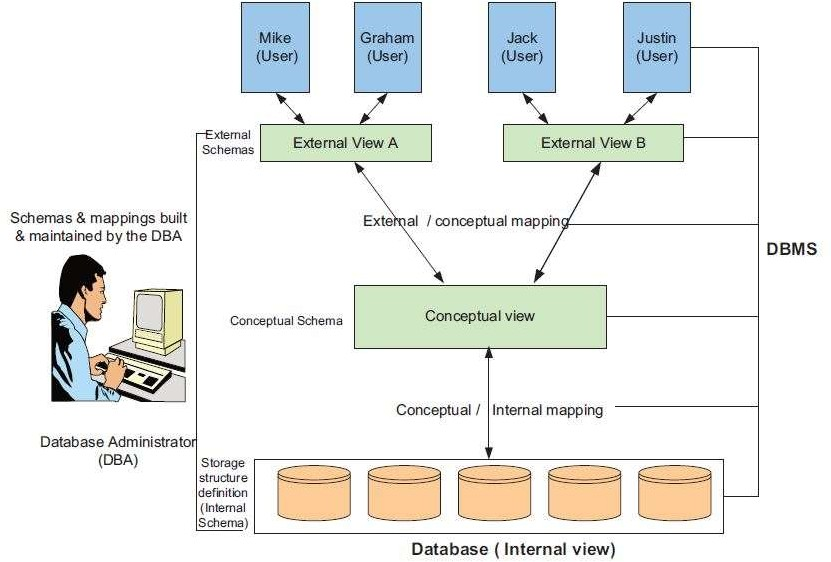 Mike
(User)
Graham
(User)
Jack
(User)
Justin
(User)
External
Schemas
External View A
External View B
Schemas & mappings built
& maintained by the DBA
External / conceptual mapping
DBMS
Conceptual Schema
Conceptual view
Conceptual / Internal mapping
Database Administrator
(DBA)
Storage
structure
definition
(Internal
Schema)
Database ( Internal view)